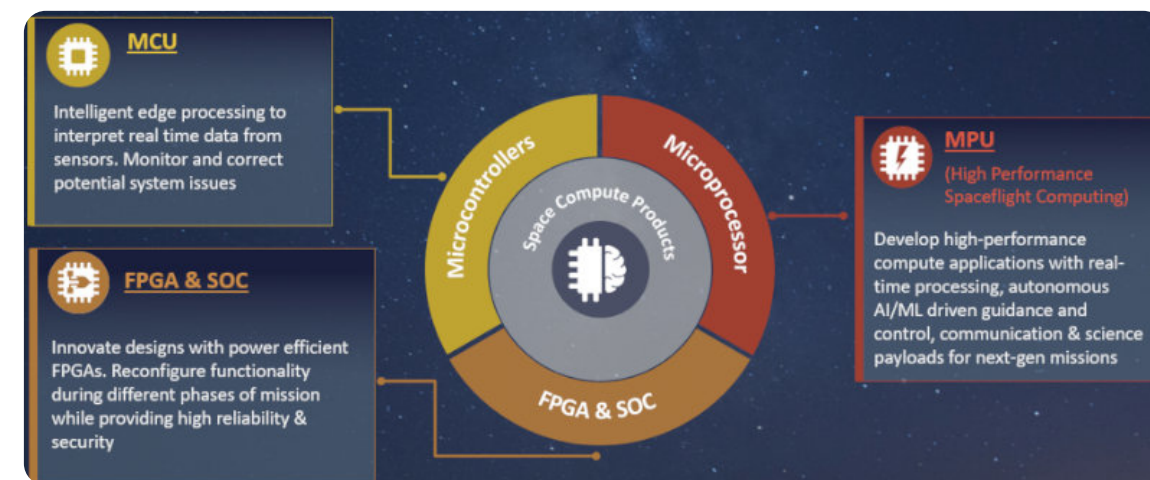 MCU
Intelligent edge processing to
interpret real time data from
sensors. Monitor and correct
potential system issues
FPGA & SOC
Innovate designs with power efficient
FPGAs. Reconfigure functionality
during different phases of mission
while providing high reliability &
security
Microcontrollers
Microprocessor
Space Compute Products
FPGA & SOC
MPU
(High Performance
Spaceflight Computing)
Develop high-performance
compute applications with real-
time processing, autonomous
AI/ML driven guidance and
control, communication & science
payloads for next-gen missions